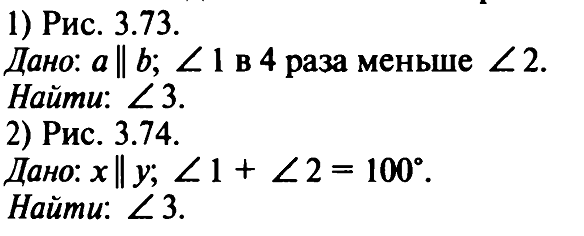 1) Рис. 3.73.
Дано: a || b; ∠ 1 в 4 раза меньше ∠ 2.
Найти: ∠ 3.
2) Рис. 3.74.
Дано: x || y; ∠ 1 + ∠ 2 = 100°.
Найти: ∠ 3.